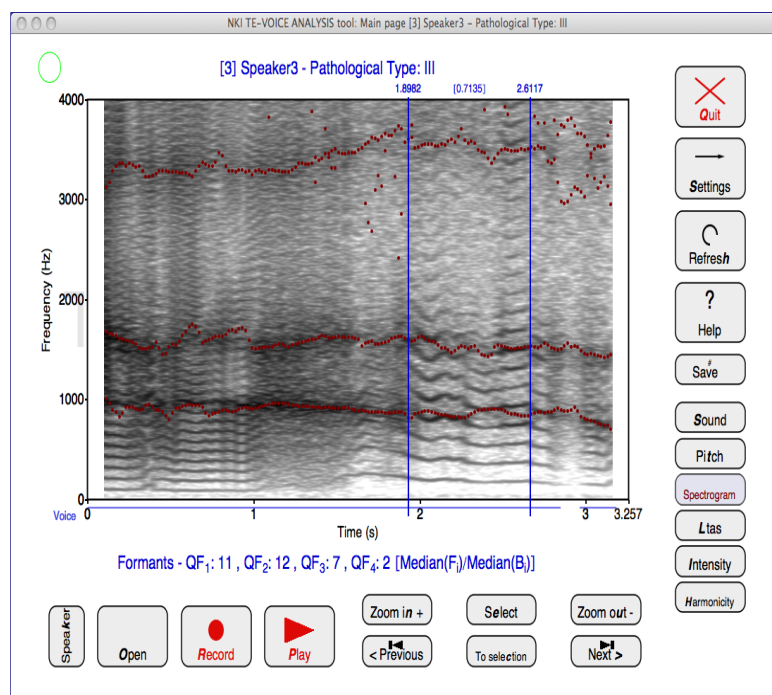 NKI TE-VOICE ANALYSIS tool: Main page [3] Speaker3 - Pathological Type: III
[3] Speaker3 - Pathological Type: III
1.8982 [0.7135] 2.6117
4000
3000
2000
1000
0
Frequency (Hz)
Voice 0 1 2 3 3.257
Time (s)
Formants - QF1: 11 , QF2: 12 , QF3: 7 , QF4: 2 [Median(Fi)/Median(Bi)]
Quit
Settings
Refresh
?
Help
#
Save
Sound
Pitch
Spectrogram
Ltas
Intensity
Harmonicity
Speaker
Open
Record
Play
Zoom in +
Select
Zoom out -
< Previous
To selection
Next >